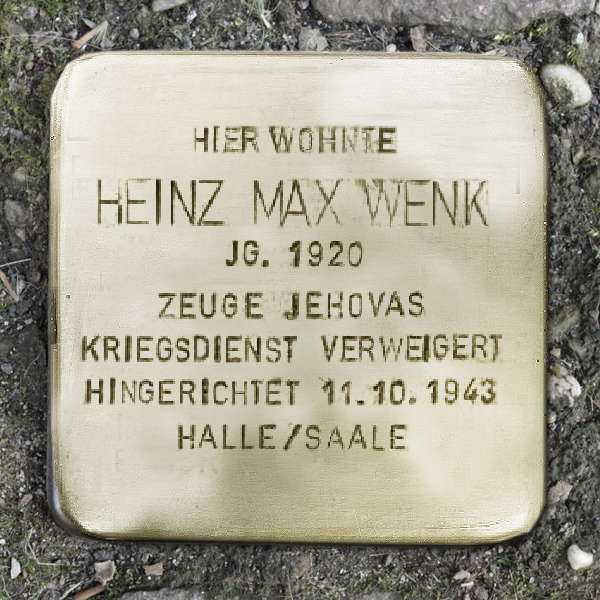 HIER WOHNTE
HEINZ MAX WENK
JG. 1920
ZEUGE JEHOVAS
KRIEGSDIENST VERWEIGERT
HINGERICHTET 11.10.1943
HALLE/SAALE